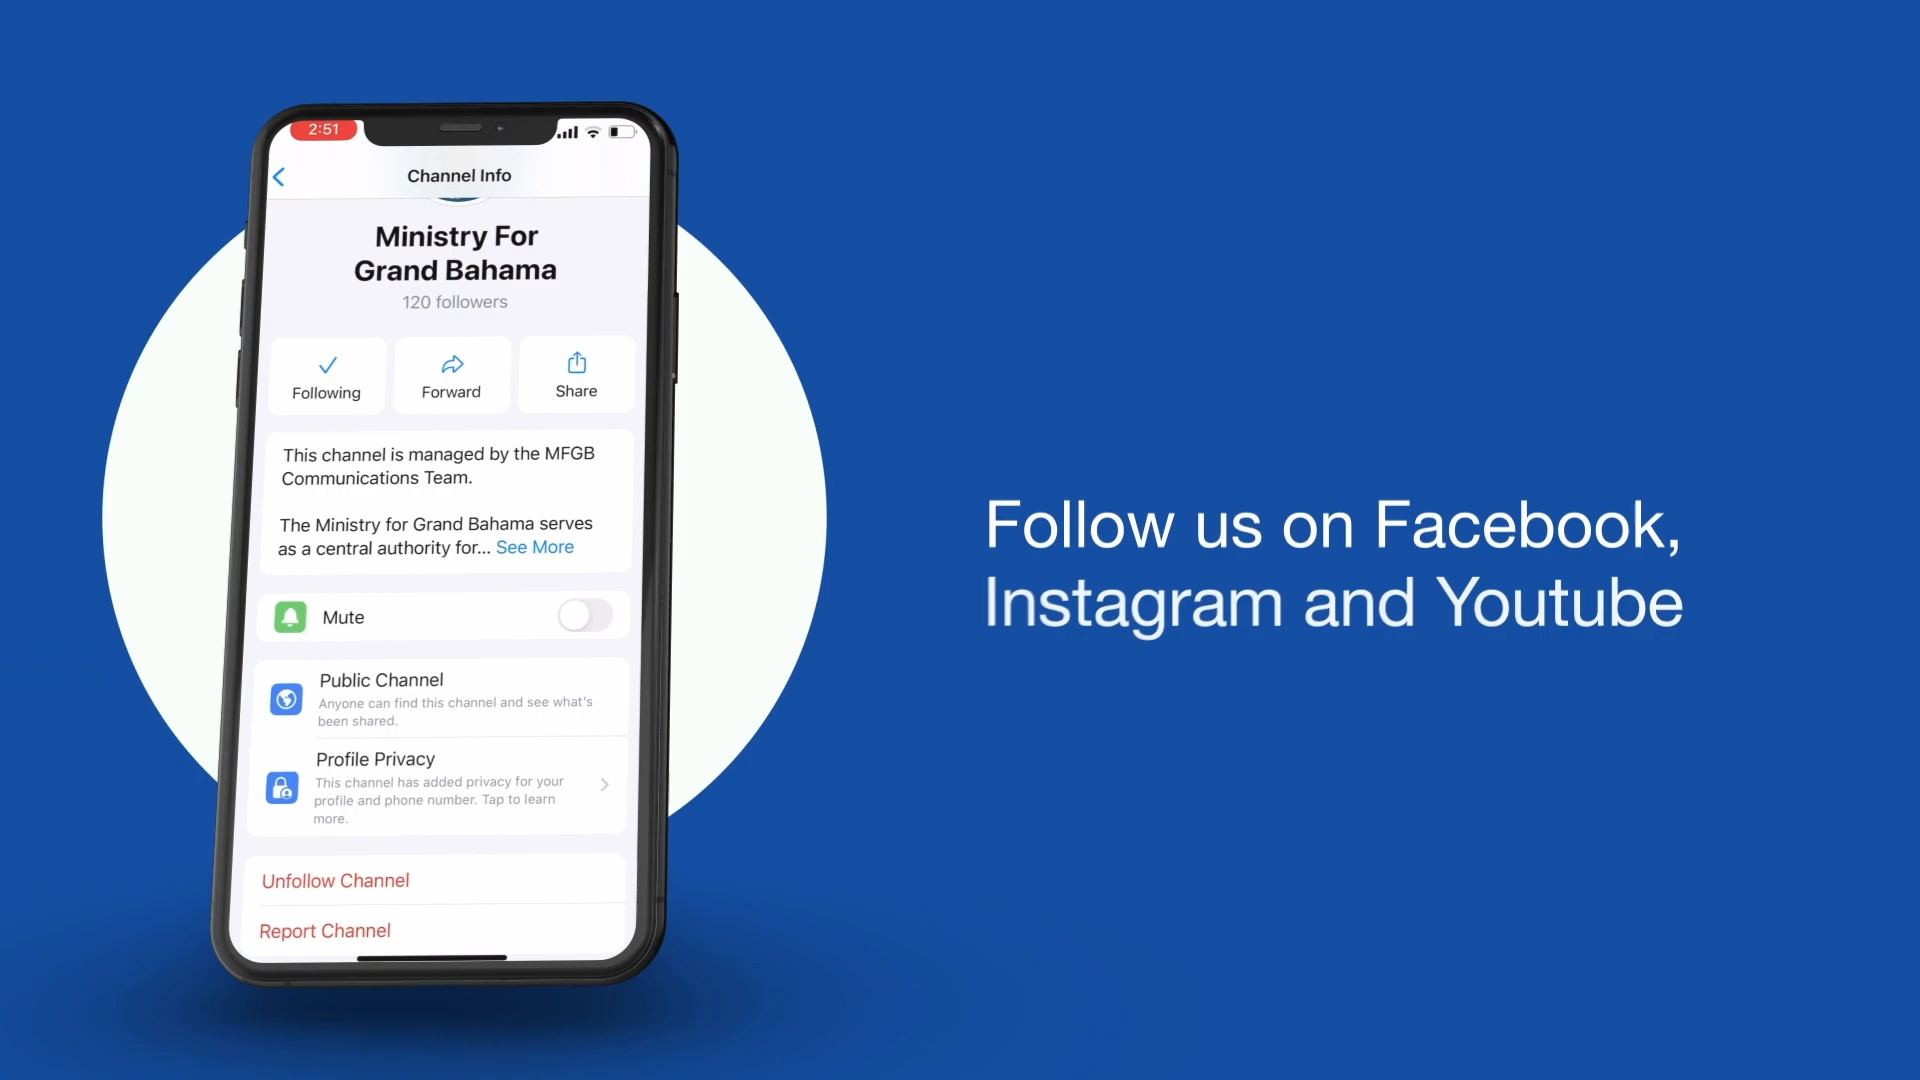 2:51
Channel Info
Ministry For
Grand Bahama
120 followers
Following
Forward
Share
This channel is managed by the MFGB
Communications Team.
The Ministry for Grand Bahama serves
as a central authority for... See More
Mute
Public Channel
Anyone can find this channel and see what's
been shared.
Profile Privacy
This channel has added privacy for your
profile and phone number. Tap to learn
more.
Unfollow Channel
Report Channel
Follow us on Facebook,
Instagram and Youtube